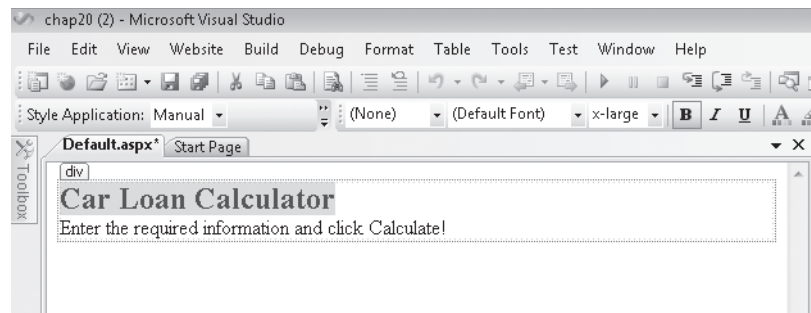 chap20 (2) - Microsoft Visual Studio
File Edit View Website Build Debug Format Table Tools Test Window Help
Style Application: Manual (None) (Default Font) x-large B I U A
Default.aspx* Start Page
Toolbox
div
Car Loan Calculator
Enter the required information and click Calculate!